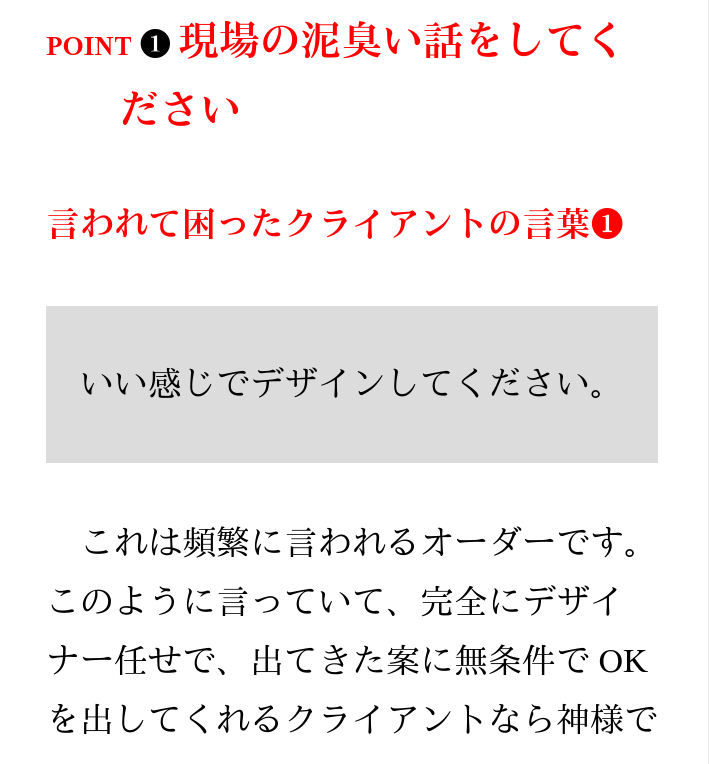 POINT ❶ 現場の泥臭い話をしてく
ださい
言われて困ったクライアントの言葉❶
いい感じでデザインしてください。
これは頻繁に言われるオーダーです。
このように言っていて、完全にデザイ
ナー任せで、出てきた案に無条件で OK
を出してくれるクライアントなら神様で